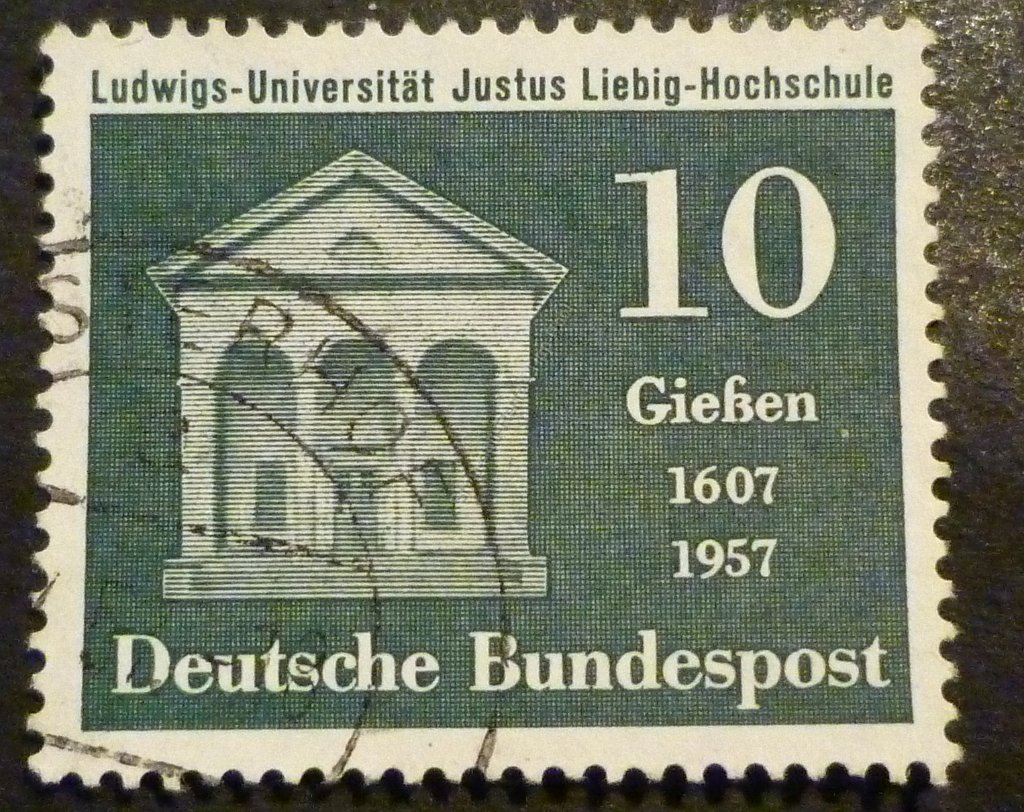 Ludwigs-Universität Justus Liebig-Hochschule
10
Gießen
1607
1957
Deutsche Bundespost